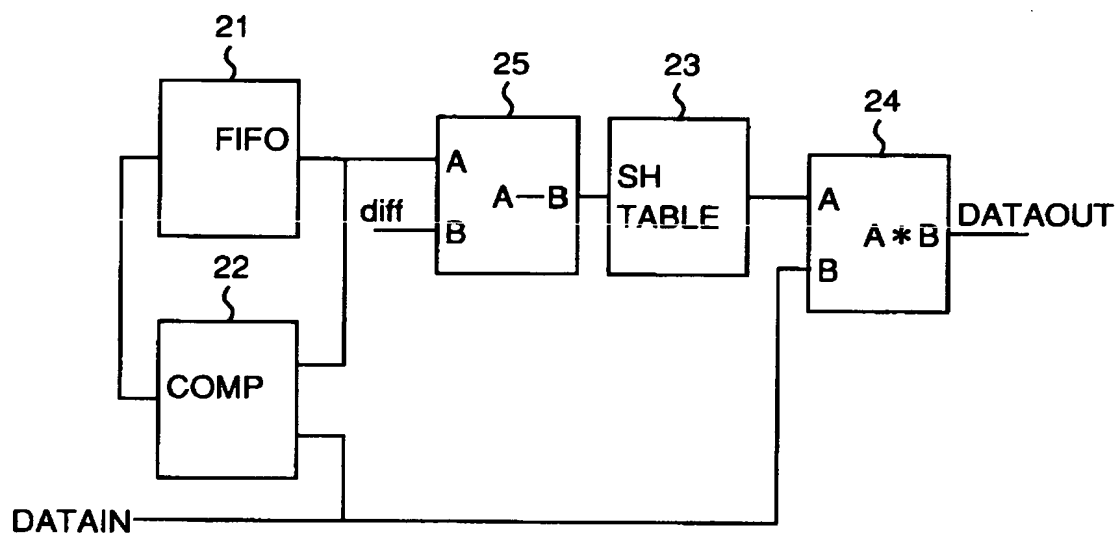 21
25
23
24
FIFO
A
diff
B
A—B
SH
TABLE
A
B
A*B
DATAOUT
22
COMP
DATAIN